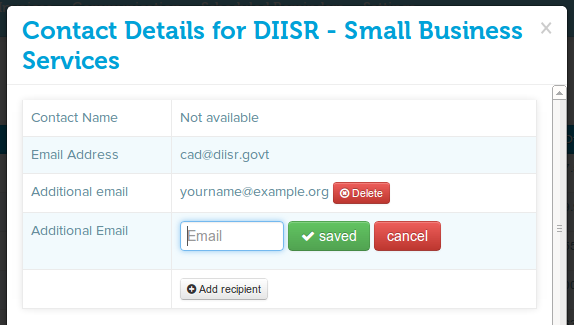 Contact Details for DIISR - Small Business
Services
×
Contact Name Not available
Email Address cad@diisr.govt
Additional email yourname@example.org Delete
Additional Email Email saved cancel
Add recipient